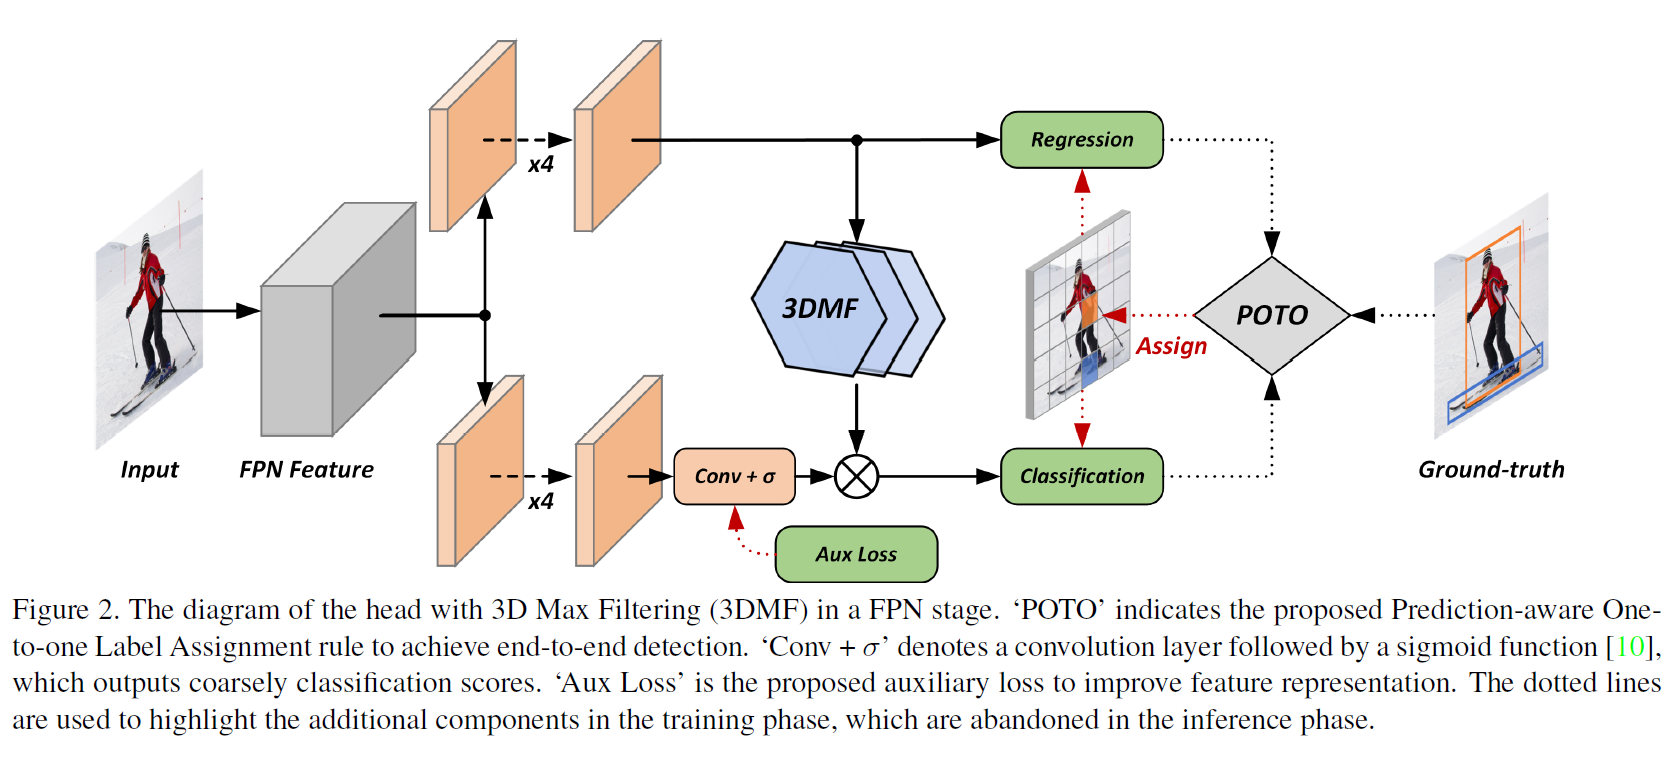 x4
Regression
3DMF
POTO
Assign
Input
FPN Feature
x4
Conv + σ
Classification
Ground-truth
Aux Loss
Figure 2. The diagram of the head with 3D Max Filtering (3DMF) in a FPN stage. ‘POTO’ indicates the proposed Prediction-aware One-
to-one Label Assignment rule to achieve end-to-end detection. ‘Conv + σ’ denotes a convolution layer followed by a sigmoid function [10],
which outputs coarsely classification scores. ‘Aux Loss’ is the proposed auxiliary loss to improve feature representation. The dotted lines
are used to highlight the additional components in the training phase, which are abandoned in the inference phase.